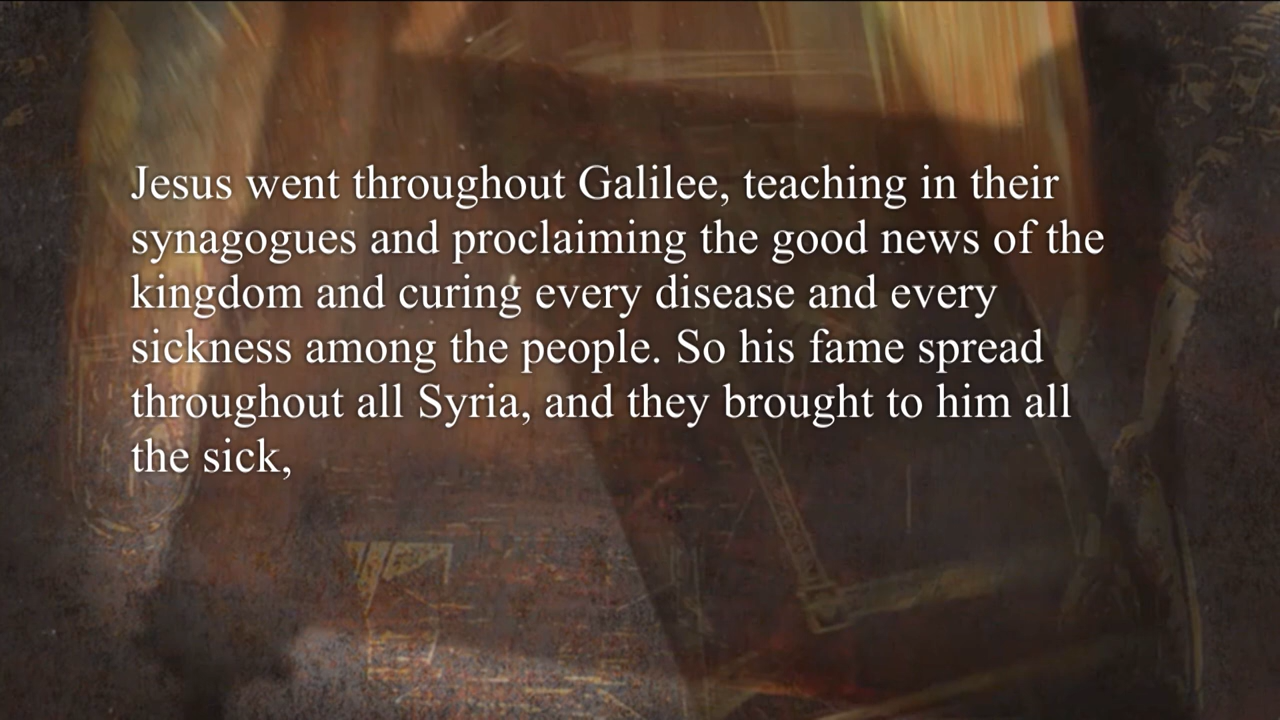 Jesus went throughout Galilee, teaching in their
synagogues and proclaiming the good news of the
kingdom and curing every disease and every
sickness among the people. So his fame spread
throughout all Syria, and they brought to him all
the sick,